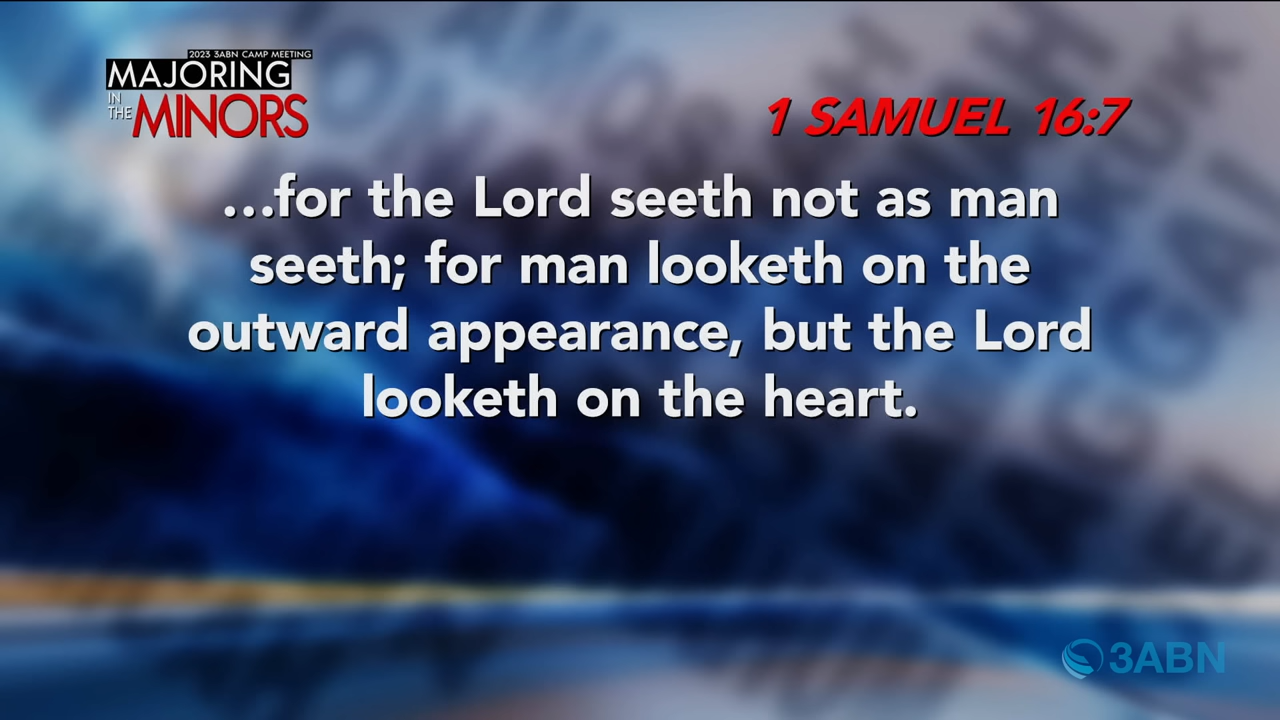 2023 3ABN CAMP MEETING
MAJORING
IN THE
MINORS
1 SAMUEL 16:7
...for the Lord seeth not as man
seeth; for man looketh on the
outward appearance, but the Lord
looketh on the heart.
3ABN